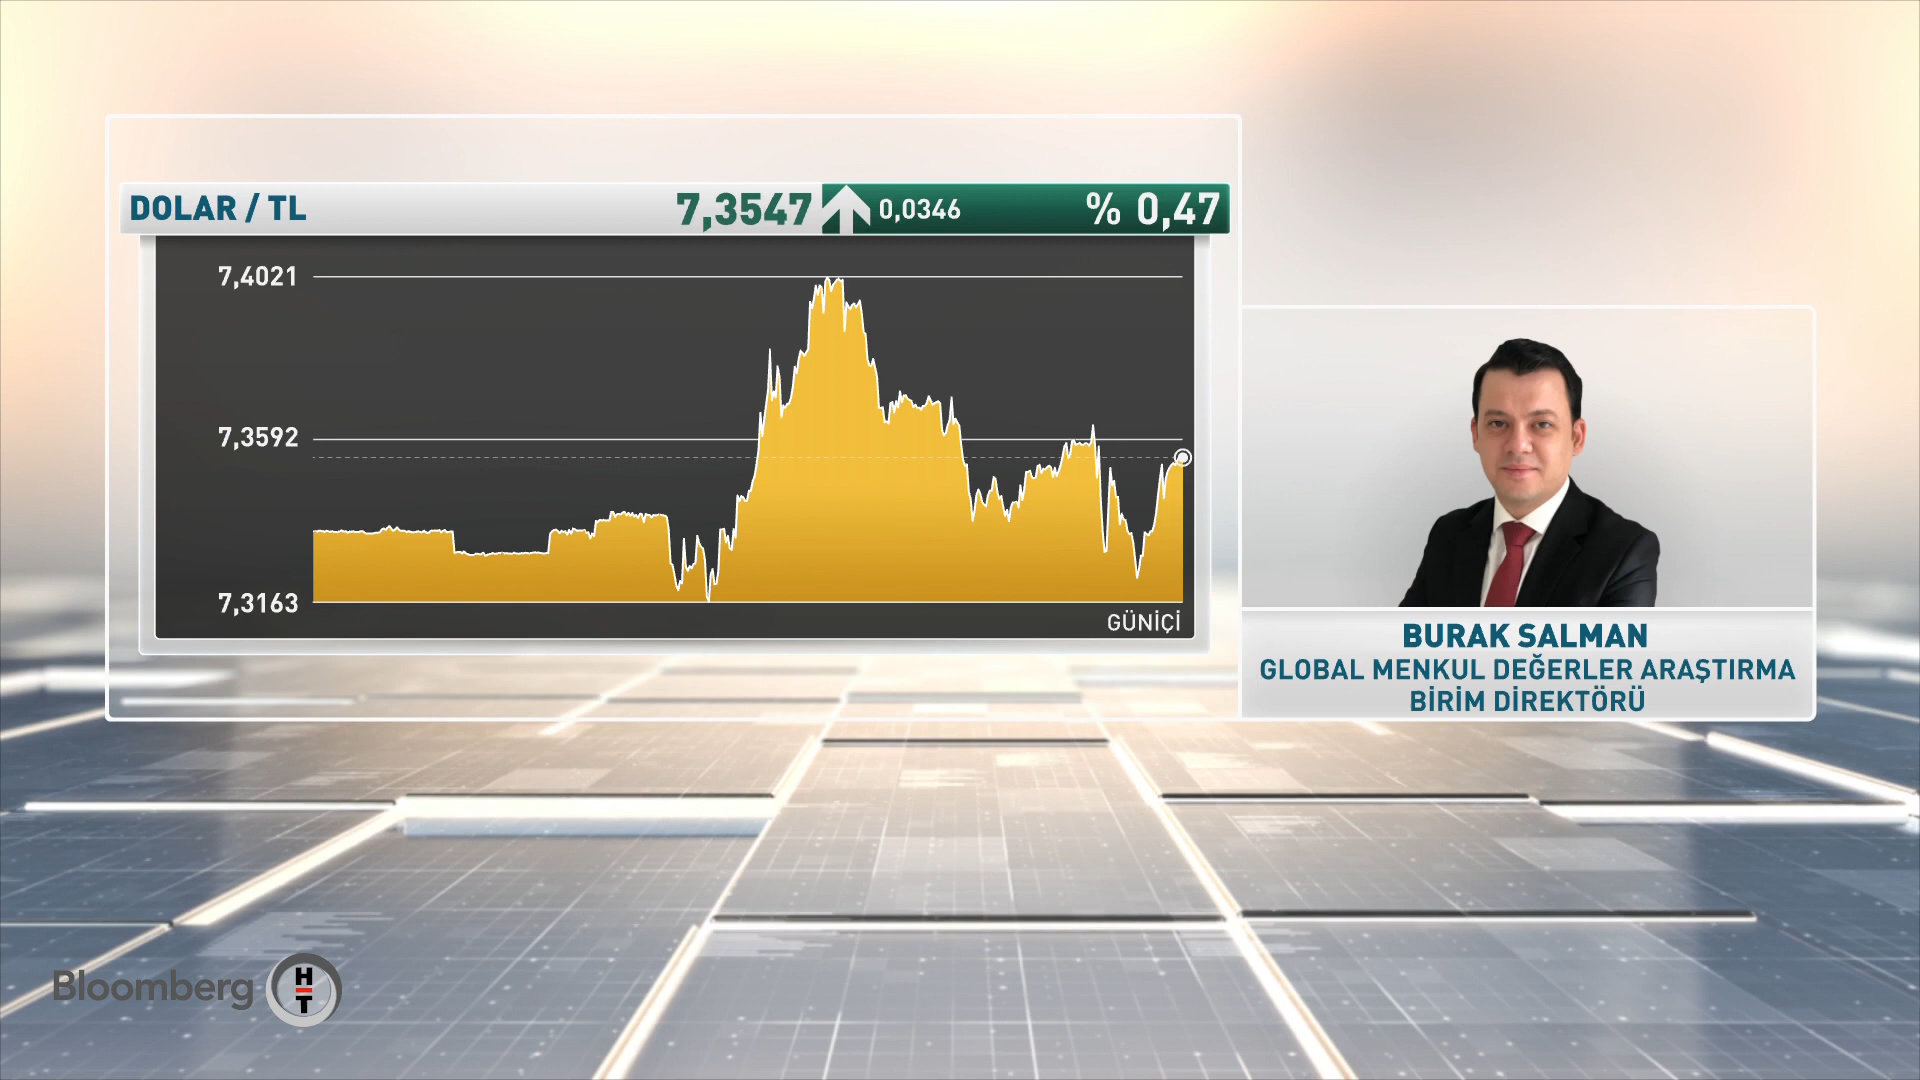 DOLAR / TL 7,3547 0,0346 % 0,47
7,4021
7,3592
7,3163
GÜNİÇİ
BURAK SALMAN
GLOBAL MENKUL DEĞERLER ARAŞTIRMA
BİRİM DİREKTÖRÜ
Bloomberg HT